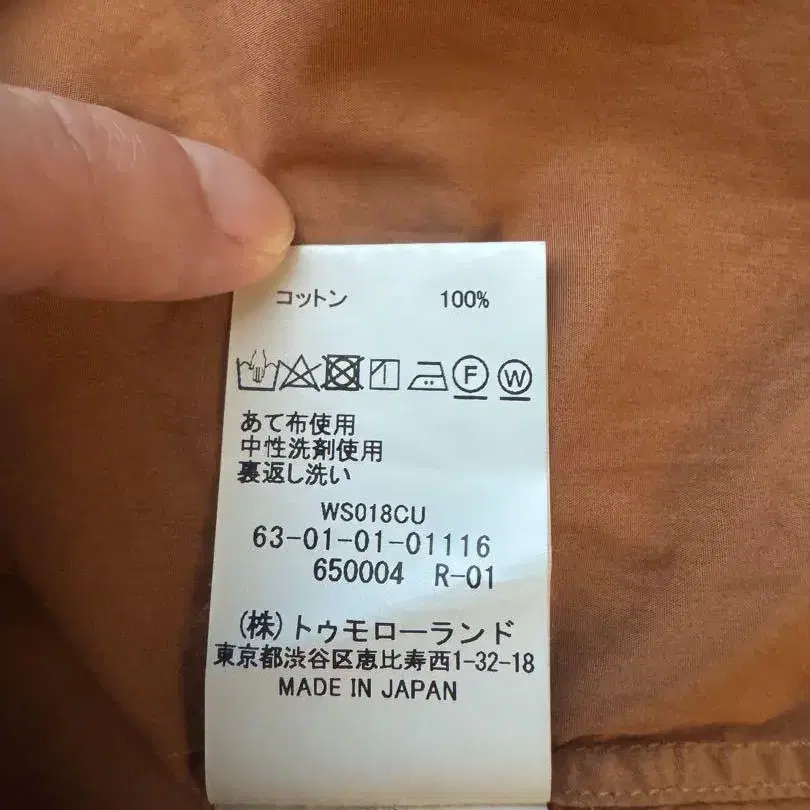 コットン 100%
F W
あて布使用
中性洗剤使用
裏返し洗い
WS018CU
63-01-01-01116
650004 R-01
(株)トゥモローランド
東京都渋谷区恵比寿西1-32-18
MADE IN JAPAN